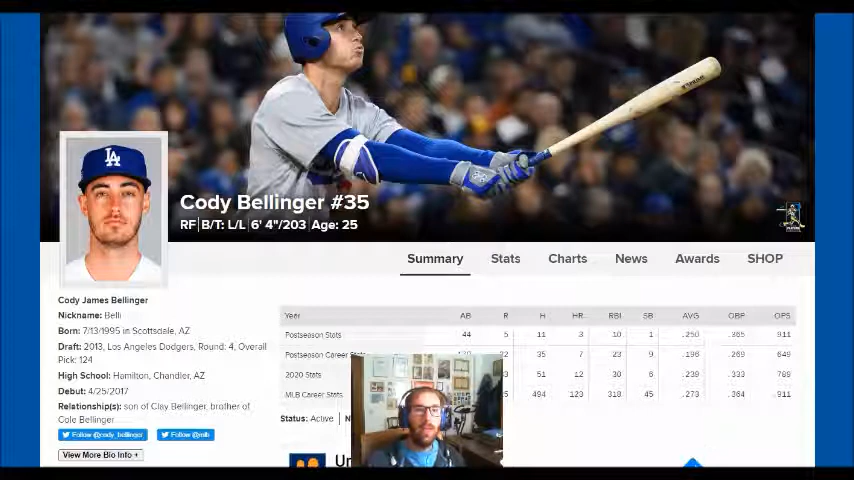 LA
Cody Bellinger #35
RF | B/T: L/L | 6' 4"/203 | Age: 25
Summary Stats Charts News Awards SHOP
Cody James Bellinger
Nickname: Belli
Born: 7/13/1995 in Scottsdale, AZ
Draft: 2013, Los Angeles Dodgers, Round: 4, Overall
Pick: 124
High School: Hamilton, Chandler, AZ
Debut: 4/25/2017
Relationship(s): son of Clay Bellinger, brother of
Cole Bellinger
Follow @cody_bellinger Follow @mlb
View More Bio Info +
Year AB R H HR RBI SB AVG OBP OPS
Postseason Stats 44 5 11 3 10 1 .250 .365 .911
Postseason Career Stats 35 7 23 9 .196 .269 .649
2020 Stats 51 12 30 6 .239 .333 .789
MLB Career Stats 494 123 318 45 .273 .364 .911
Status: Active